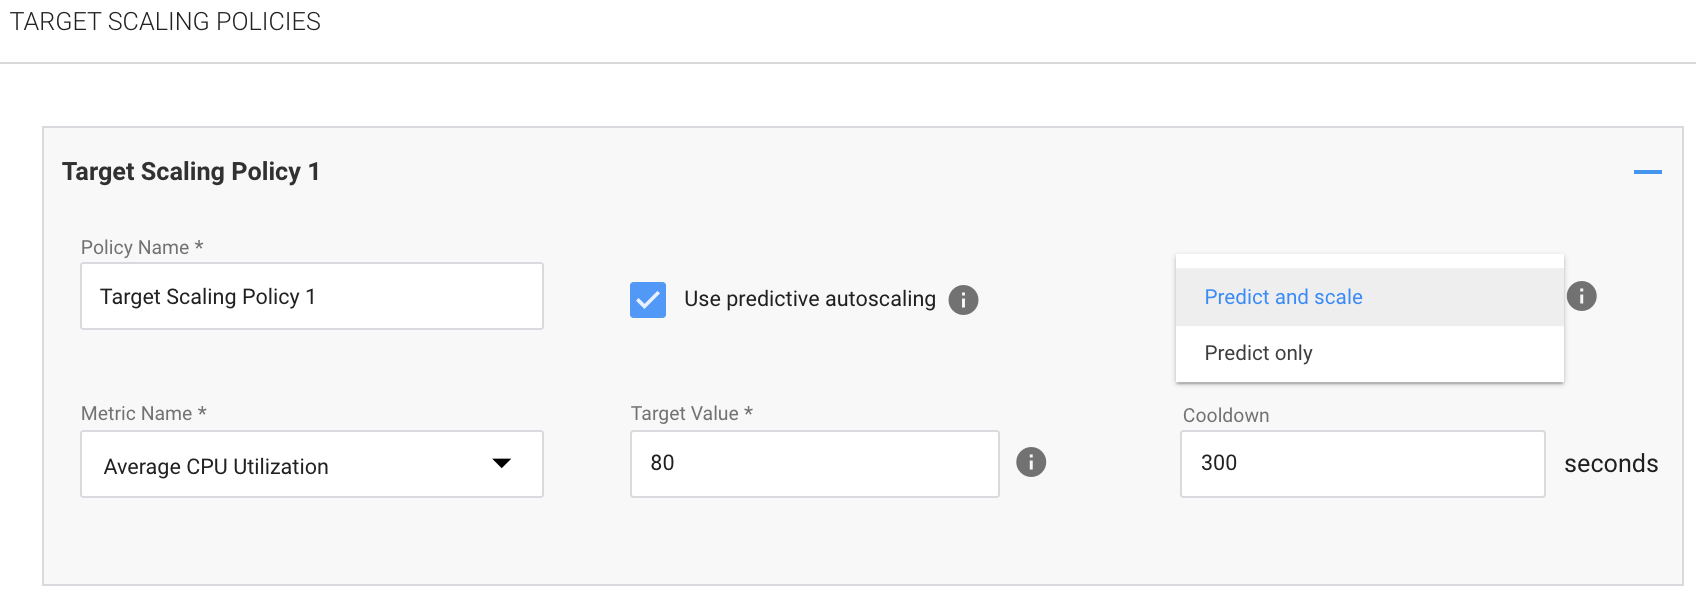 TARGET SCALING POLICIES
Target Scaling Policy 1
Policy Name *
Target Scaling Policy 1
Use predictive autoscaling
Predict and scale
Predict only
Metric Name *
Average CPU Utilization
Target Value *
80
Cooldown
300
seconds